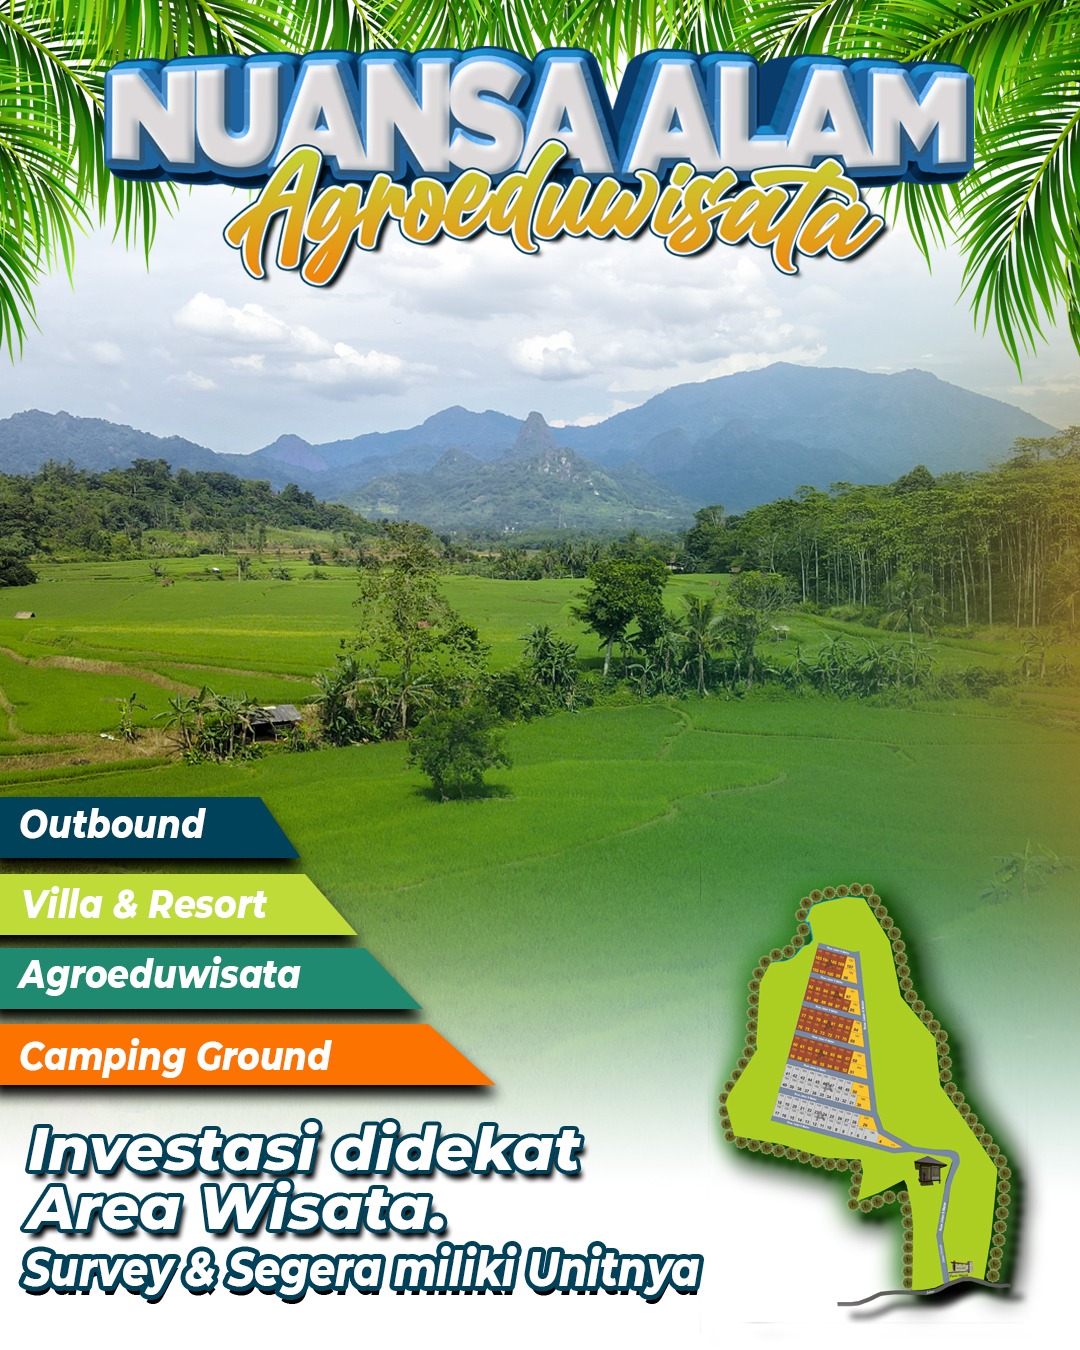 NUANSA ALAM
Agroeduwisata
Outbound
Villa & Resort
Agroeduwisata
Camping Ground
Investasi didekat
Area Wisata.
Survey & Segera miliki Unitnya